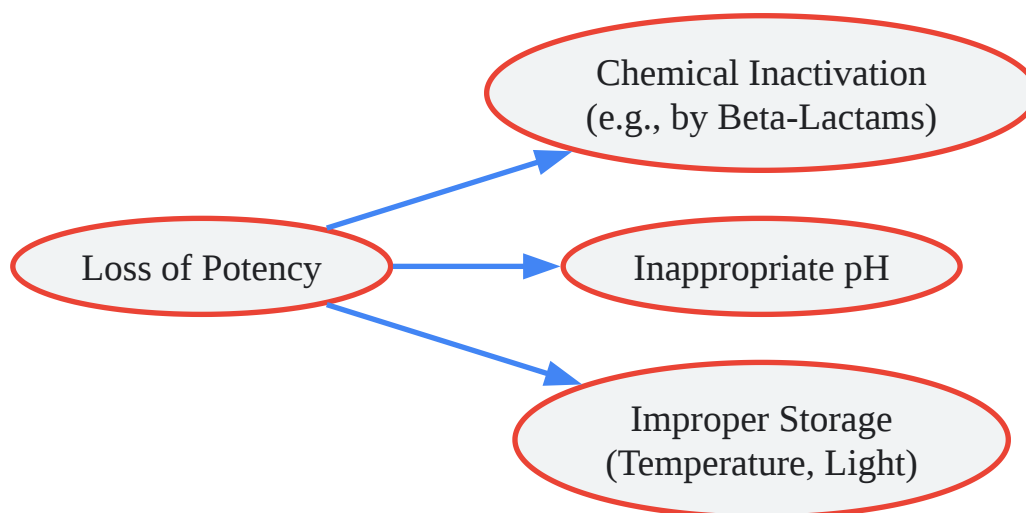 Chemical Inactivation
(e.g., by Beta-Lactams)
Loss of Potency
Inappropriate pH
Improper Storage
(Temperature, Light)